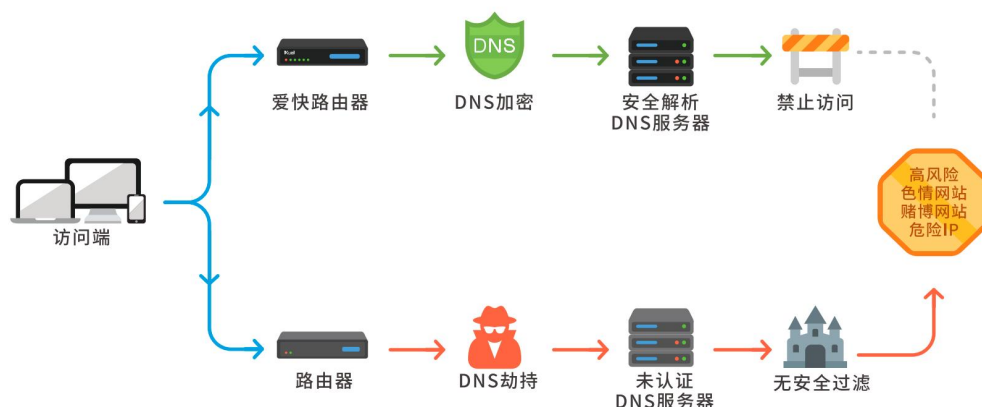 DNS
爱快路由器
DNS加密
安全解析
DNS服务器
禁止访问
高风险
色情网站
赌博网站
危险IP
访问端
路由器
DNS劫持
未认证
DNS服务器
无安全过滤